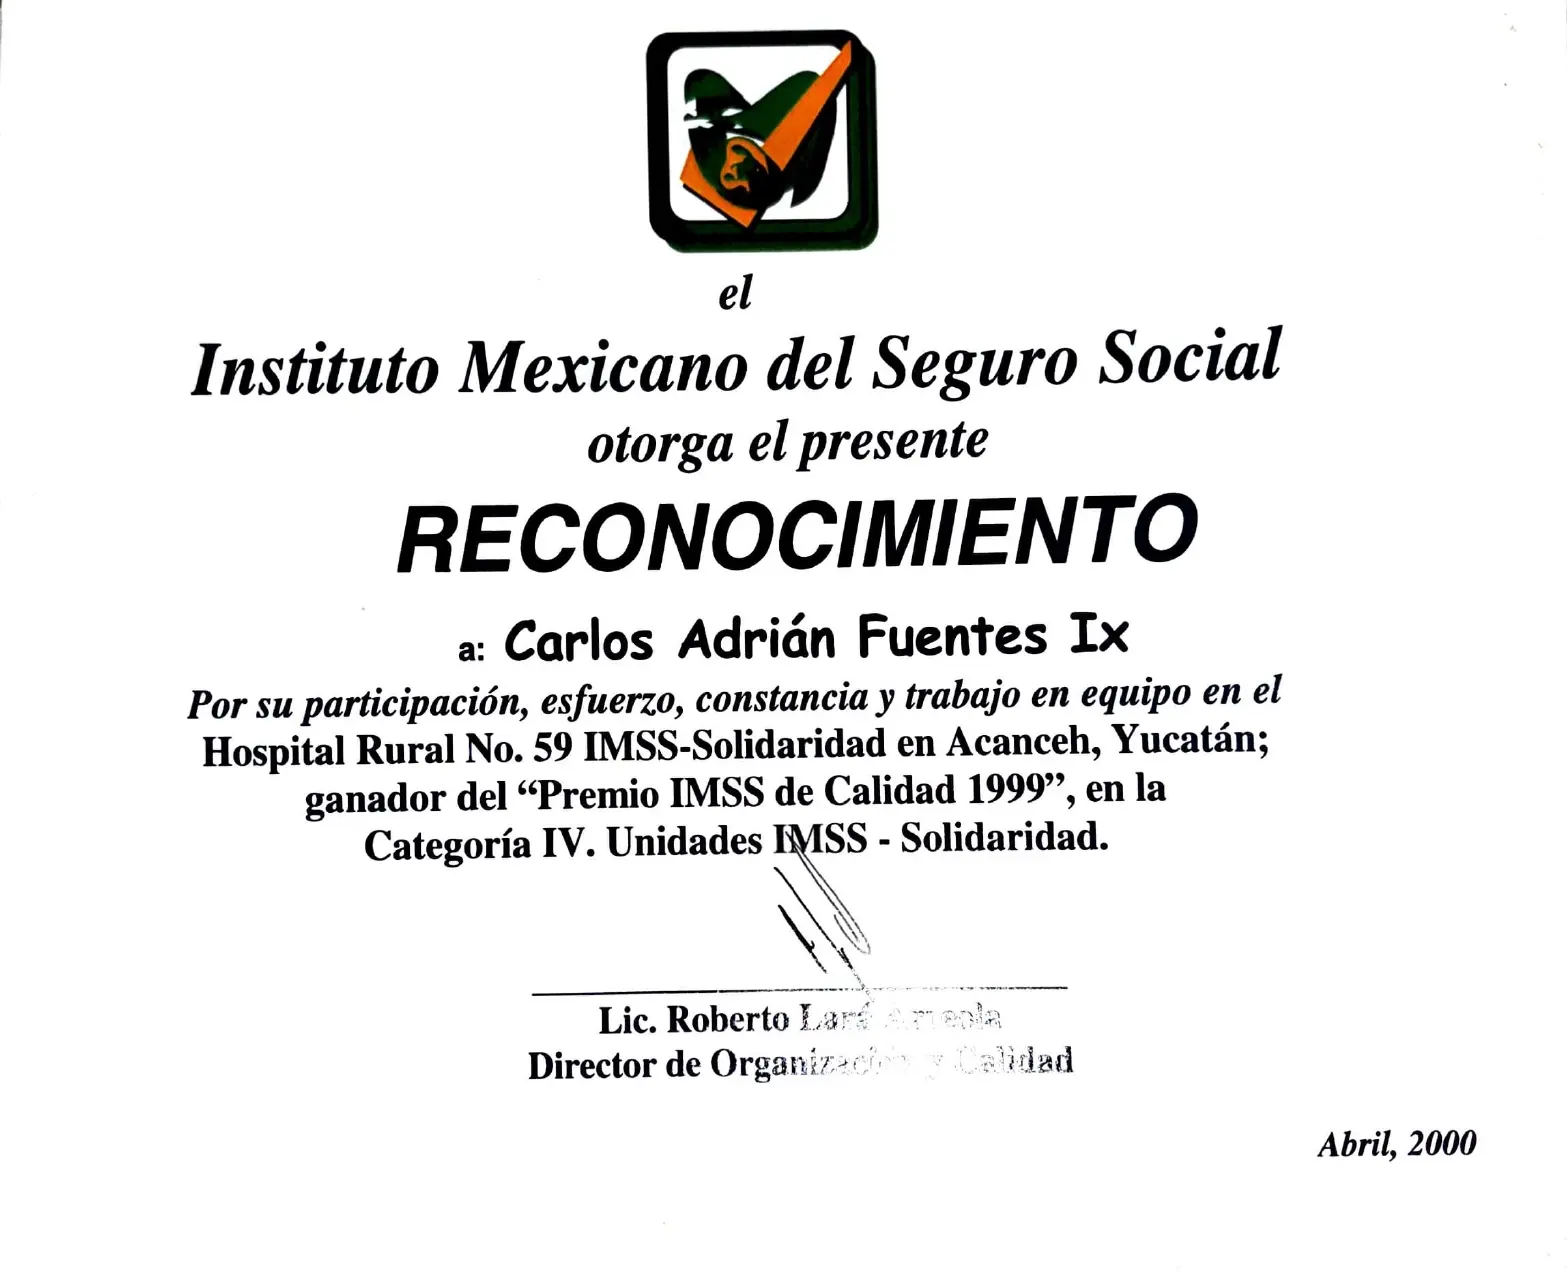 el
Instituto Mexicano del Seguro Social
otorga el presente
RECONOCIMIENTO
a: Carlos Adrián Fuentes Ix
Por su participación, esfuerzo, constancia y trabajo en equipo en el
Hospital Rural No. 59 IMSS-Solidaridad en Acanceh, Yucatán;
ganador del “Premio IMSS de Calidad 1999”, en la
Categoría IV. Unidades IMSS - Solidaridad.
Lic. Roberto Lara Arreola
Director de Organización y Calidad
Abril, 2000